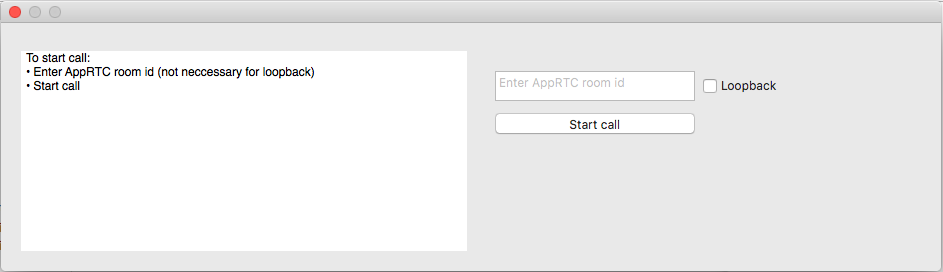 To start call:
• Enter AppRTC room id (not neccessary for loopback)
• Start call
Enter AppRTC room id
Loopback
Start call